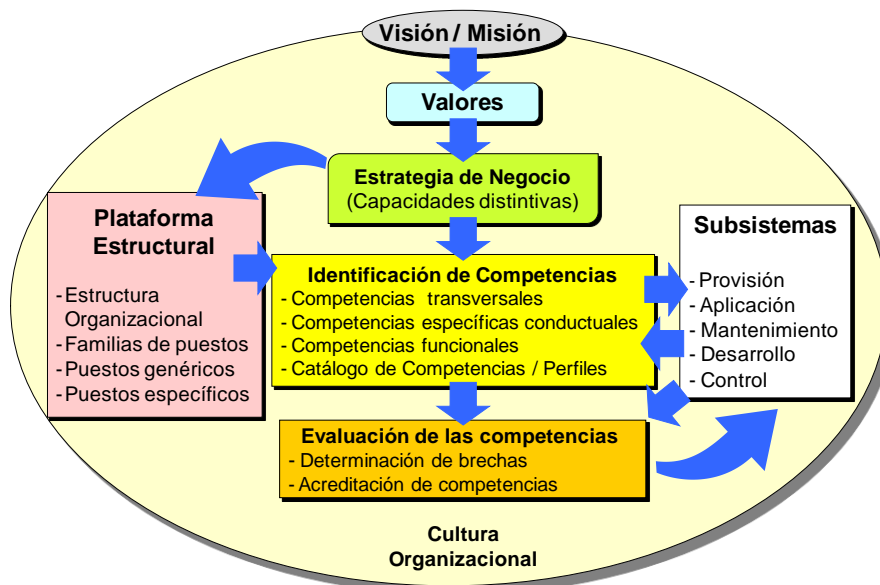 Visión / Misión
Valores
Estrategia de Negocio
(Capacidades distintivas)
Plataforma
Estructural
- Estructura
Organizacional
- Familias de puestos
- Puestos genéricos
- Puestos específicos
Identificación de Competencias
- Competencias transversales
- Competencias específicas conductuales
- Competencias funcionales
- Catálogo de Competencias / Perfiles
Subsistemas
- Provisión
- Aplicación
- Mantenimiento
- Desarrollo
- Control
Evaluación de las competencias
- Determinación de brechas
- Acreditación de competencias
Cultura
Organizacional